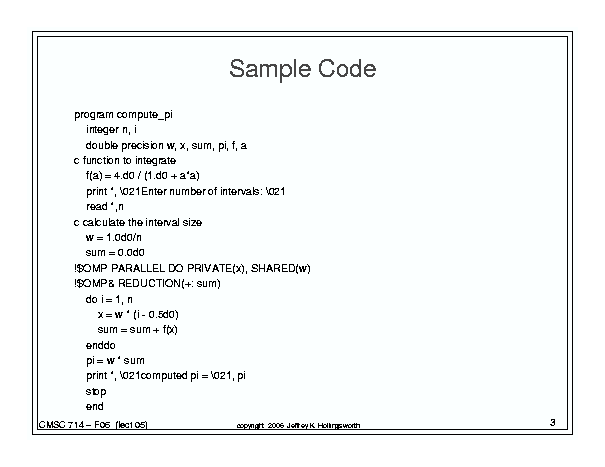 Sample Code
program compute_pi
integer n, i
double precision w, x, sum, pi, f, a
c function to integrate
f(a) = 4.d0 / (1.d0 + a*a)
print *, \021Enter number of intervals: \021
read *,n
c calculate the interval size
w = 1.0d0/n
sum = 0.0d0
!$OMP PARALLEL DO PRIVATE(x), SHARED(w)
!$OMP& REDUCTION(+: sum)
do i = 1, n
x = w * (i - 0.5d0)
sum = sum + f(x)
enddo
pi = w * sum
print *, \021computed pi = \021, pi
stop
end
CMSC 714 – F06 (lect 05)
copyright 2006 Jeffrey K. Hollingsworth
3